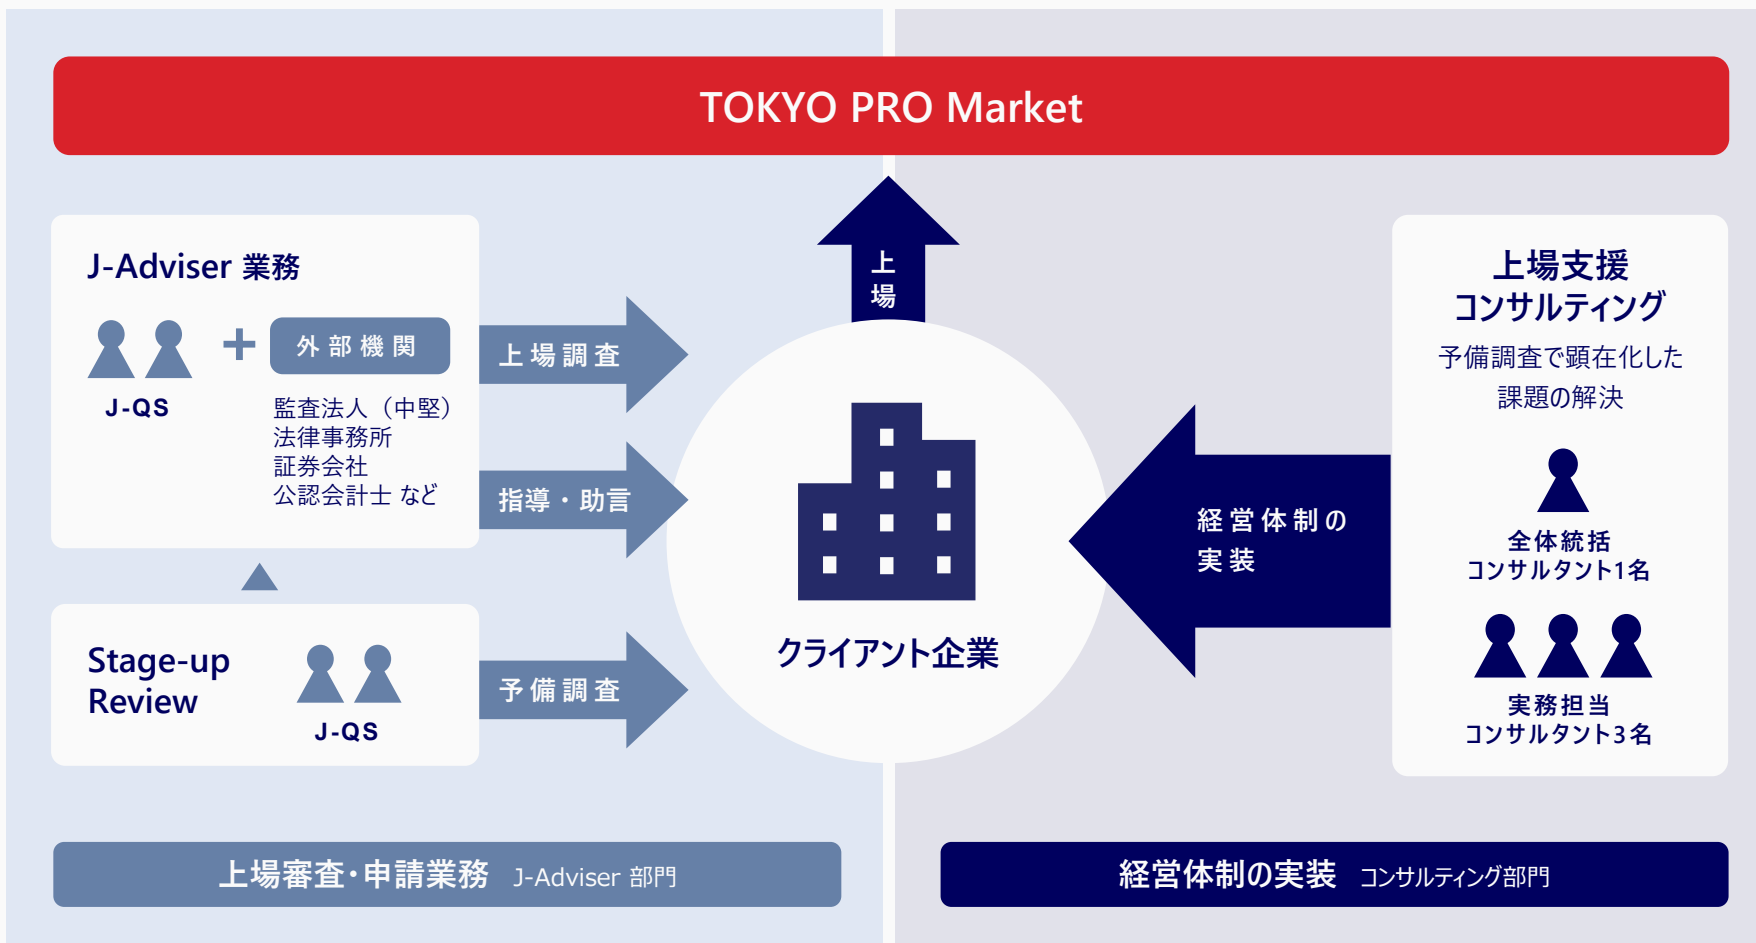 TOKYO PRO Market
上場
J-Adviser 業務
J-QS
+
外部機関
監査法人（中堅）
法律事務所
証券会社
公認会計士 など
上場調査
指導・助言
Stage-up
Review
J-QS
予備調査
クライアント企業
経営体制の
実装
上場支援
コンサルティング
予備調査で顕在化した
課題の解決
全体統括
コンサルタント1名
実務担当
コンサルタント3名
上場審査・申請業務 J-Adviser 部門
経営体制の実装 コンサルティング部門